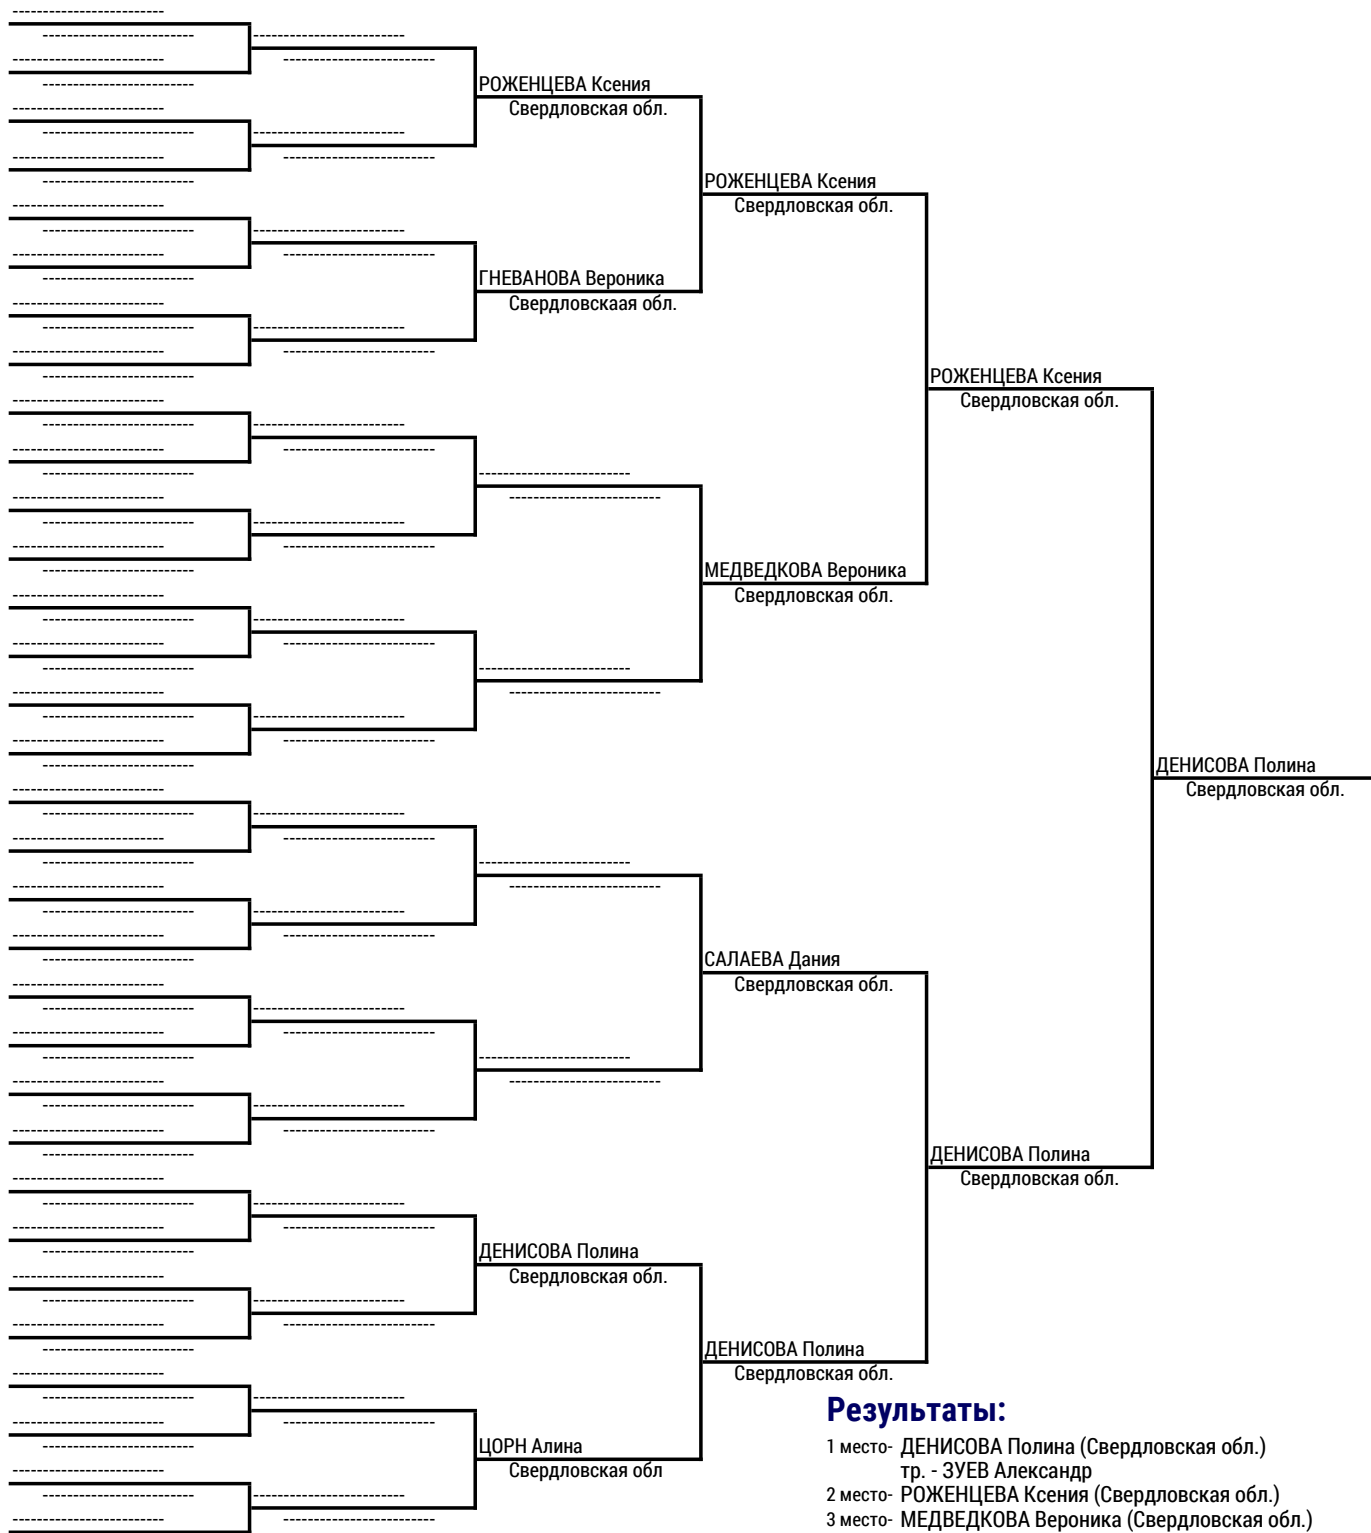 РОЖЕНЦЕВА Ксения
Свердловская обл.
РОЖЕНЦЕВА Ксения
Свердловская обл.
ГНЕВАНОВА Вероника
Свердловскаая обл.
РОЖЕНЦЕВА Ксения
Свердловская обл.
МЕДВЕДКОВА Вероника
Свердловская обл.
ДЕНИСОВА Полина
Свердловская обл.
САЛАЕВА Дания
Свердловская обл.
ДЕНИСОВА Полина
Свердловская обл.
ДЕНИСОВА Полина
Свердловская обл.
ДЕНИСОВА Полина
Свердловская обл.
ЦОРН Алина
Свердловская обл
Результаты:
1 место- ДЕНИСОВА Полина (Свердловская обл.)
тр. - ЗУЕВ Александр
2 место- РОЖЕНЦЕВА Ксения (Свердловская обл.)
3 место- МЕДВЕДКОВА Вероника (Свердловская обл.)